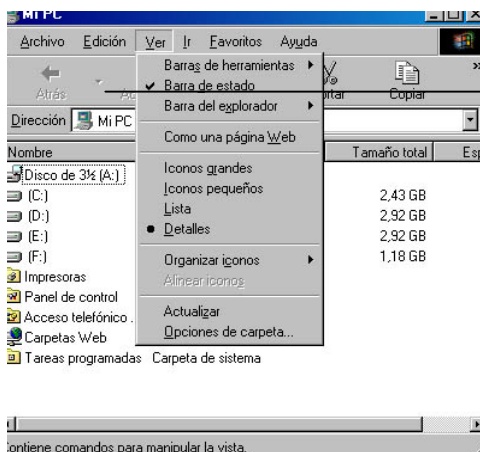 Mi PC
Archivo Edición Ver Ir Favoritos Ayuda
Atrás Copiar
Dirección Mi PC
Barras de herramientas
Barra de estado
Barra del explorador
Como una página Web
Iconos grandes
Iconos pequeños
Lista
Detalles
Organizar iconos
Alinear iconos
Actualizar
Opciones de carpeta...
Nombre Tamaño total Esp
Disco de 3½ (A:)
(C:) 2,43 GB
(D:) 2,92 GB
(E:) 2,92 GB
(F:) 1,18 GB
Impresoras
Panel de control
Acceso telefónico .
Carpetas Web
Tareas programadas Carpeta de sistema
Contiene comandos para manipular la vista.